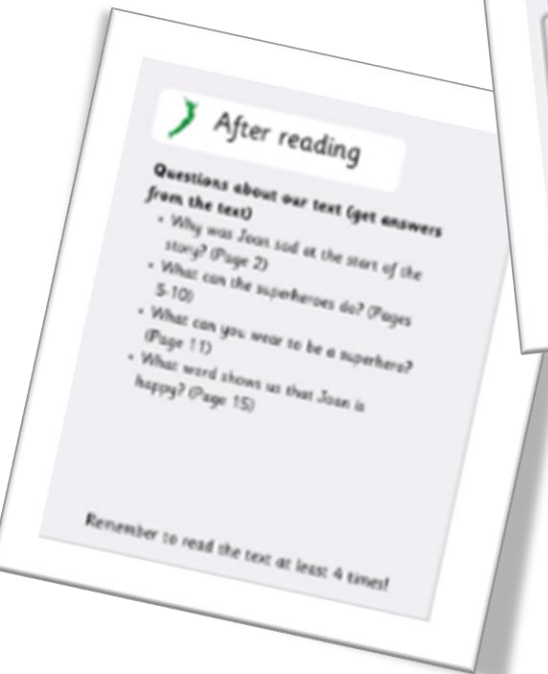 After reading
Questions about our text (get answers
from the text)
• Why was Joan sad at the start of the
story? (Page 2)
• What can the superheroes do? (Pages
5-10)
• What can you wear to be a superhero?
(Page 11)
• What word shows us that Joan is
happy? (Page 15)
Remember to read the text at least 4 times!